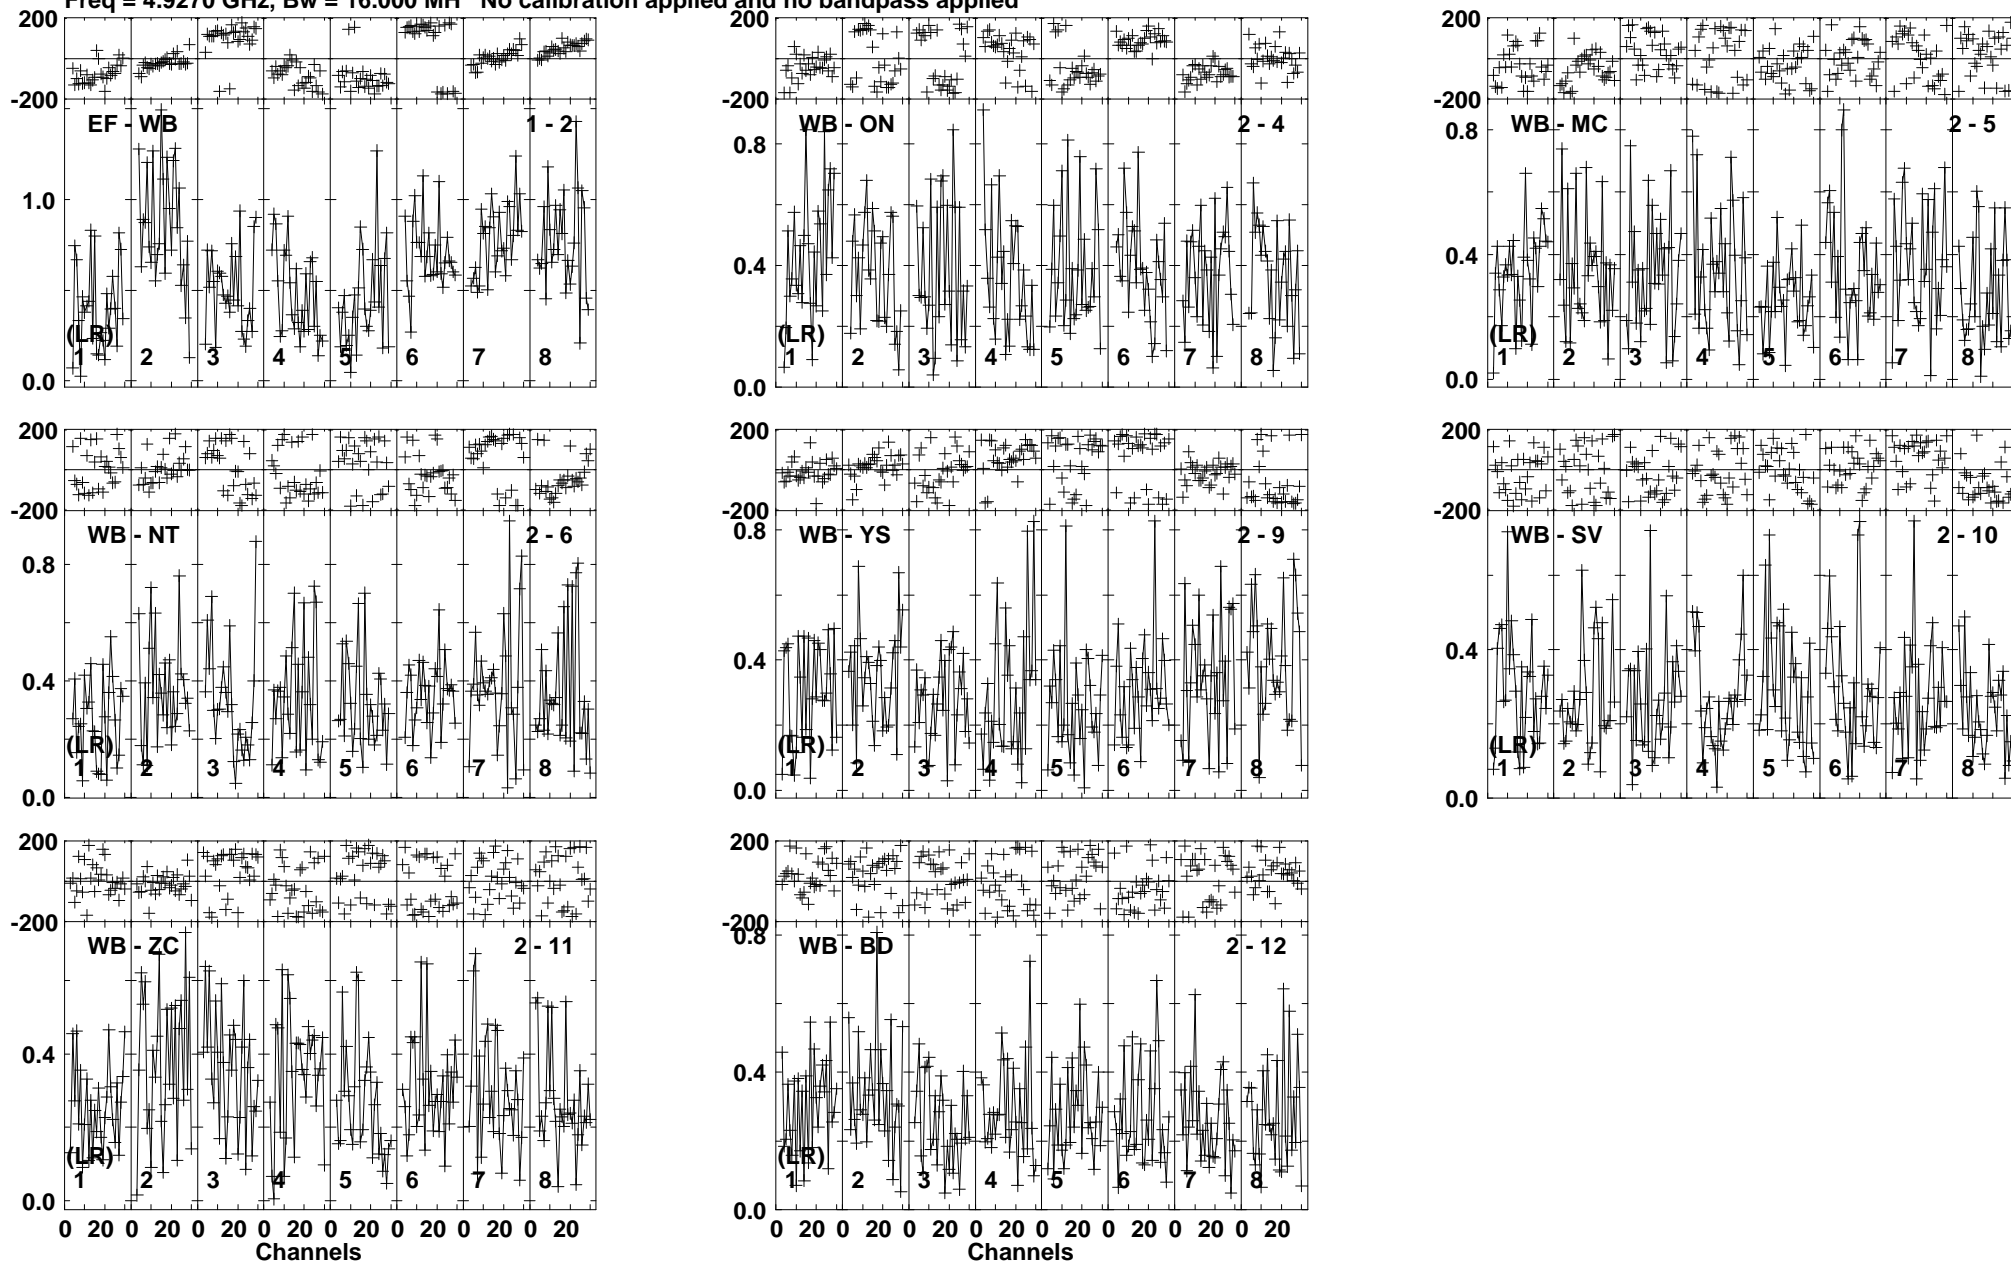 Freq = 4.9270 GHz, Bw = 16.000 MH   No calibration applied and no bandpass applied
200 200 200
-200 -200 -200
EF - WB 1 - 2 WB - ON 2 - 4 WB - MC 2 - 5
0.8 0.8
1.0
0.4 0.4
(LR) (LR) (LR)
1 2 3 4 5 6 7 8 1 2 3 4 5 6 7 8 1 2 3 4 5 6 7 8
0.0 0.0 0.0
200 200 200
-200 -200 -200
WB - NT 2 - 6 WB - YS 2 - 9 WB - SV 2 - 10
0.8 0.8
0.4 0.4 0.4
(LR) (LR) (LR)
1 2 3 4 5 6 7 8 1 2 3 4 5 6 7 8 1 2 3 4 5 6 7 8
0.0 0.0 0.0
200 200
-200 -200
0.8
WB - ZC 2 - 11 WB - BD 2 - 12
0.4 0.4
(LR) (LR)
1 2 3 4 5 6 7 8 1 2 3 4 5 6 7 8
0.0 0.0
0 20 0 20 0 20 0 20 0 20 0 20 0 20 0 20 0 20 0 20 0 20 0 20 0 20 0 20 0 20 0 20
Channels Channels